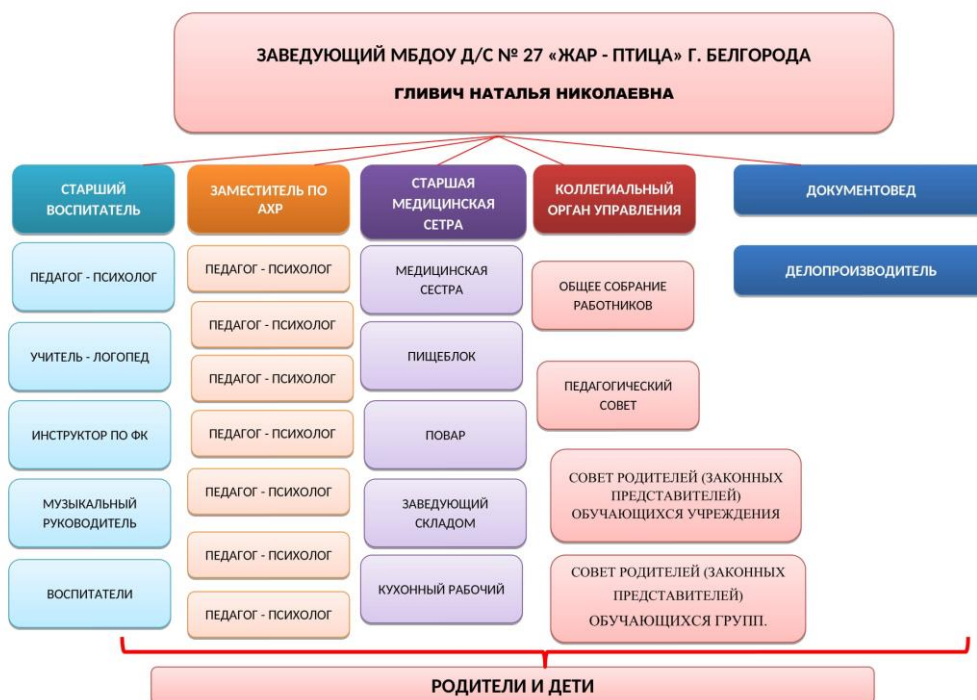 ЗАВЕДУЮЩИЙ МБДОУ Д/С № 27 «ЖАР - ПТИЦА» Г. БЕЛГОРОДА
ГЛИВИЧ НАТАЛЬЯ НИКОЛАЕВНА
СТАРШИЙ
ВОСПИТАТЕЛЬ
ПЕДАГОГ - ПСИХОЛОГ
УЧИТЕЛЬ - ЛОГОПЕД
ИНСТРУКТОР ПО ФК
МУЗЫКАЛЬНЫЙ
РУКОВОДИТЕЛЬ
ВОСПИТАТЕЛИ
ЗАМЕСТИТЕЛЬ ПО
АХР
ПЕДАГОГ - ПСИХОЛОГ
ПЕДАГОГ - ПСИХОЛОГ
ПЕДАГОГ - ПСИХОЛОГ
ПЕДАГОГ - ПСИХОЛОГ
ПЕДАГОГ - ПСИХОЛОГ
ПЕДАГОГ - ПСИХОЛОГ
ПЕДАГОГ - ПСИХОЛОГ
СТАРШАЯ
МЕДИЦИНСКАЯ
СЕТРА
МЕДИЦИНСКАЯ
СЕСТРА
ПИЩЕБЛОК
ПОВАР
ЗАВЕДУЮЩИЙ
СКЛАДОМ
КУХОННЫЙ РАБОЧИЙ
КОЛЛЕГИАЛЬНЫЙ
ОРГАН УПРАВЛЕНИЯ
ОБЩЕЕ СОБРАНИЕ
РАБОТНИКОВ
ПЕДАГОГИЧЕСКИЙ
СОВЕТ
СОВЕТ РОДИТЕЛЕЙ (ЗАКОННЫХ
ПРЕДСТАВИТЕЛЕЙ)
ОБУЧАЮЩИХСЯ УЧРЕЖДЕНИЯ
СОВЕТ РОДИТЕЛЕЙ (ЗАКОННЫХ
ПРЕДСТАВИТЕЛЕЙ)
ОБУЧАЮЩИХСЯ ГРУПП.
ДОКУМЕНТОВЕД
ДЕЛОПРОИЗВОДИТЕЛЬ
РОДИТЕЛИ И ДЕТИ